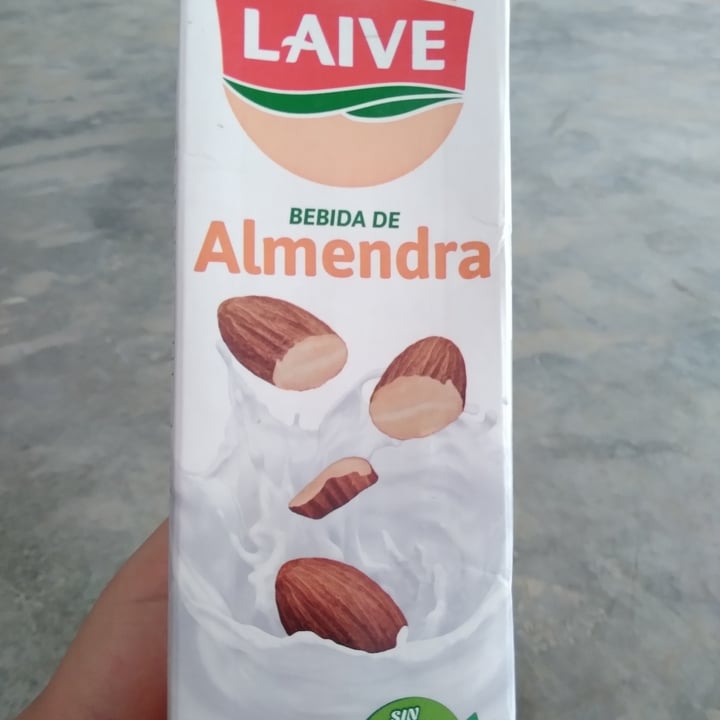 LAIVE
BEBIDA DE
Almendra
SIN